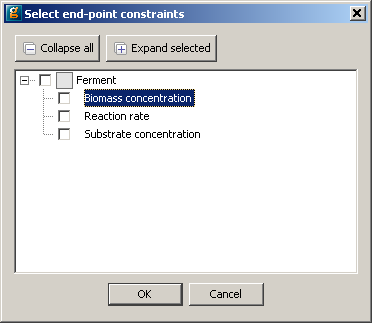 Select end-point constraints
Collapse all
Expand selected
Ferment
Biomass concentration
Reaction rate
Substrate concentration
OK
Cancel